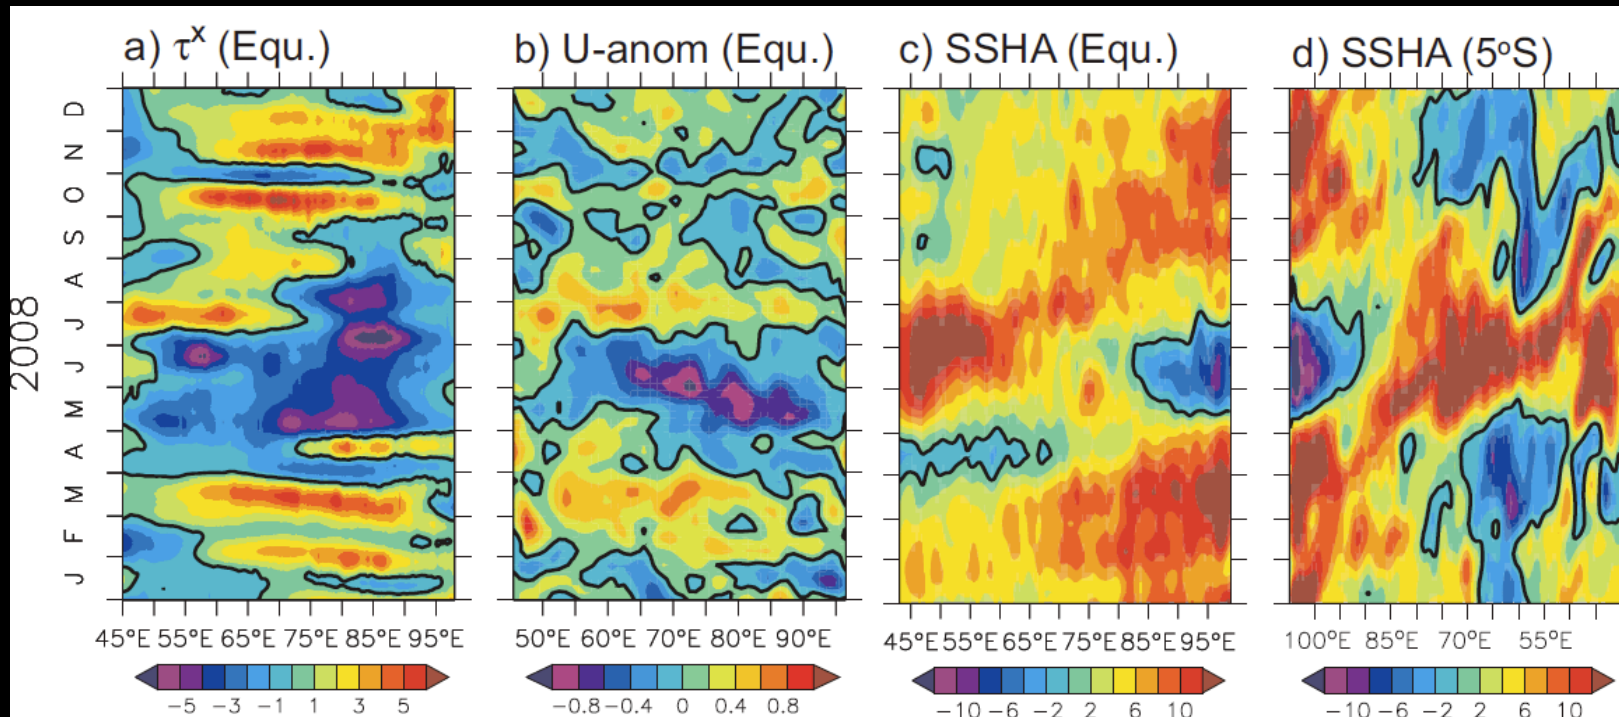 a) τˣ (Equ.)
b) U-anom (Equ.)
c) SSHA (Equ.)
d) SSHA (5°S)
2008
D
N
O
S
A
J
J
M
A
M
F
J
45°E 55°E 65°E 75°E 85°E 95°E
50°E 60°E 70°E 80°E 90°E
45°E 55°E 65°E 75°E 85°E 95°E
100°E 85°E 70°E 55°E
-5 -3 -1 1 3 5
-0.8 -0.4 0 0.4 0.8
-10 -6 -2 2 6 10
-10 -6 -2 2 6 10